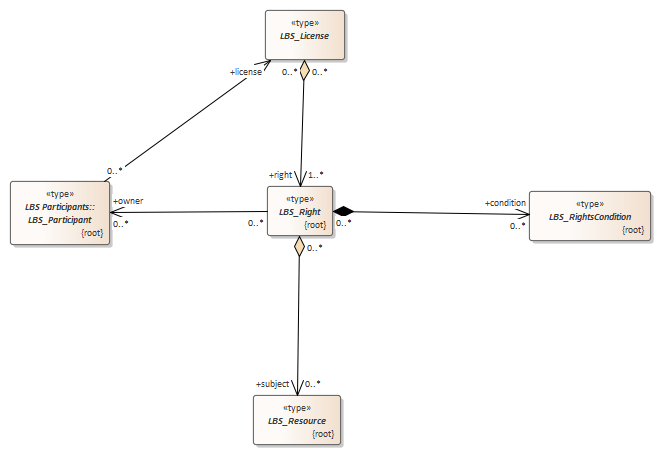 «type»
LBS_License
+license
0..*
0..*
0..*
+right
1..*
«type»
LBS Participants::
LBS_Participant
{root}
+owner
0..*
0..*
«type»
LBS_Right
{root}
0..*
+condition
0..*
«type»
LBS_RightsCondition
{root}
0..*
+subject
0..*
«type»
LBS_Resource
{root}